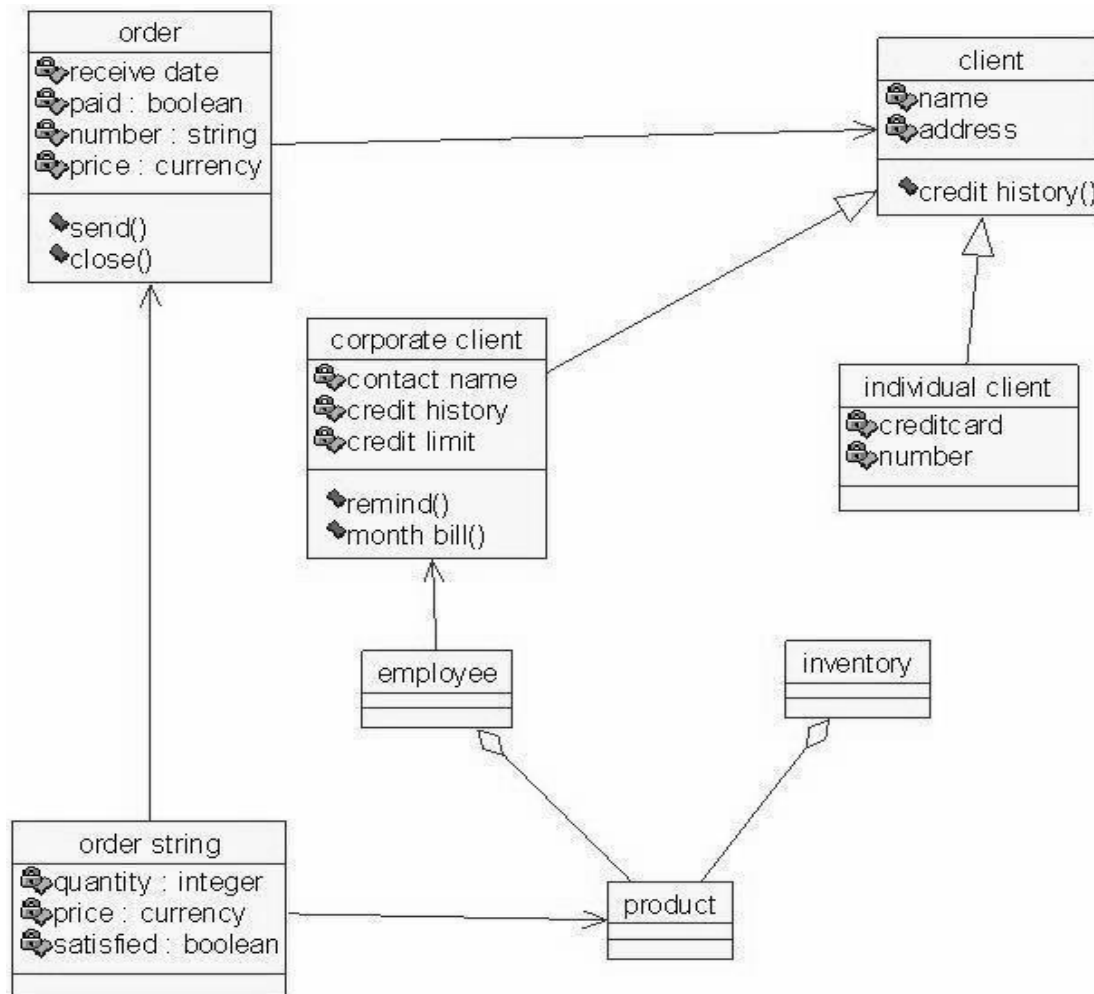 order
receive date
paid : boolean
number : string
price : currency
send()
close()
client
name
address
credit history()
corporate client
contact name
credit history
credit limit
remind()
month bill()
individual client
creditcard
number
employee
inventory
order string
quantity : integer
price : currency
satisfied : boolean
product